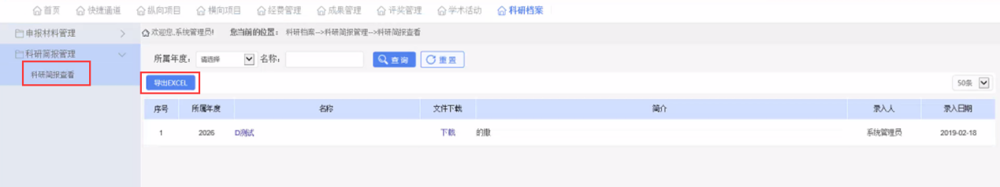 首页 快捷通道 纵向项目 横向项目 经费管理 成果管理 评奖管理 学术活动 科研档案
申报材料管理
欢迎您,系统管理员! 您当前的位置: 科研档案-->科研简报管理-->科研简报查看
科研简报管理
科研简报查看
所属年度: 请选择 名称: 查询 重置
导出EXCEL 50条
序号 所属年度 名称 文件下载 简介 录入人 录入日期
1 2026 D测试 下载 的撒 系统管理员 2019-02-18